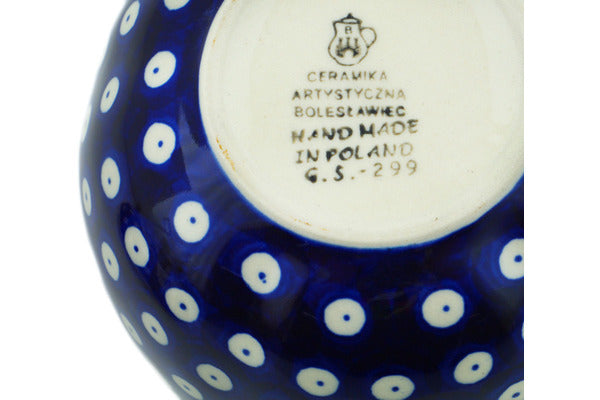 B
CERAMIKA
ARTYSTYCZNA
BOLESŁAWIEC
HAND MADE
IN POLAND
G.S.-299